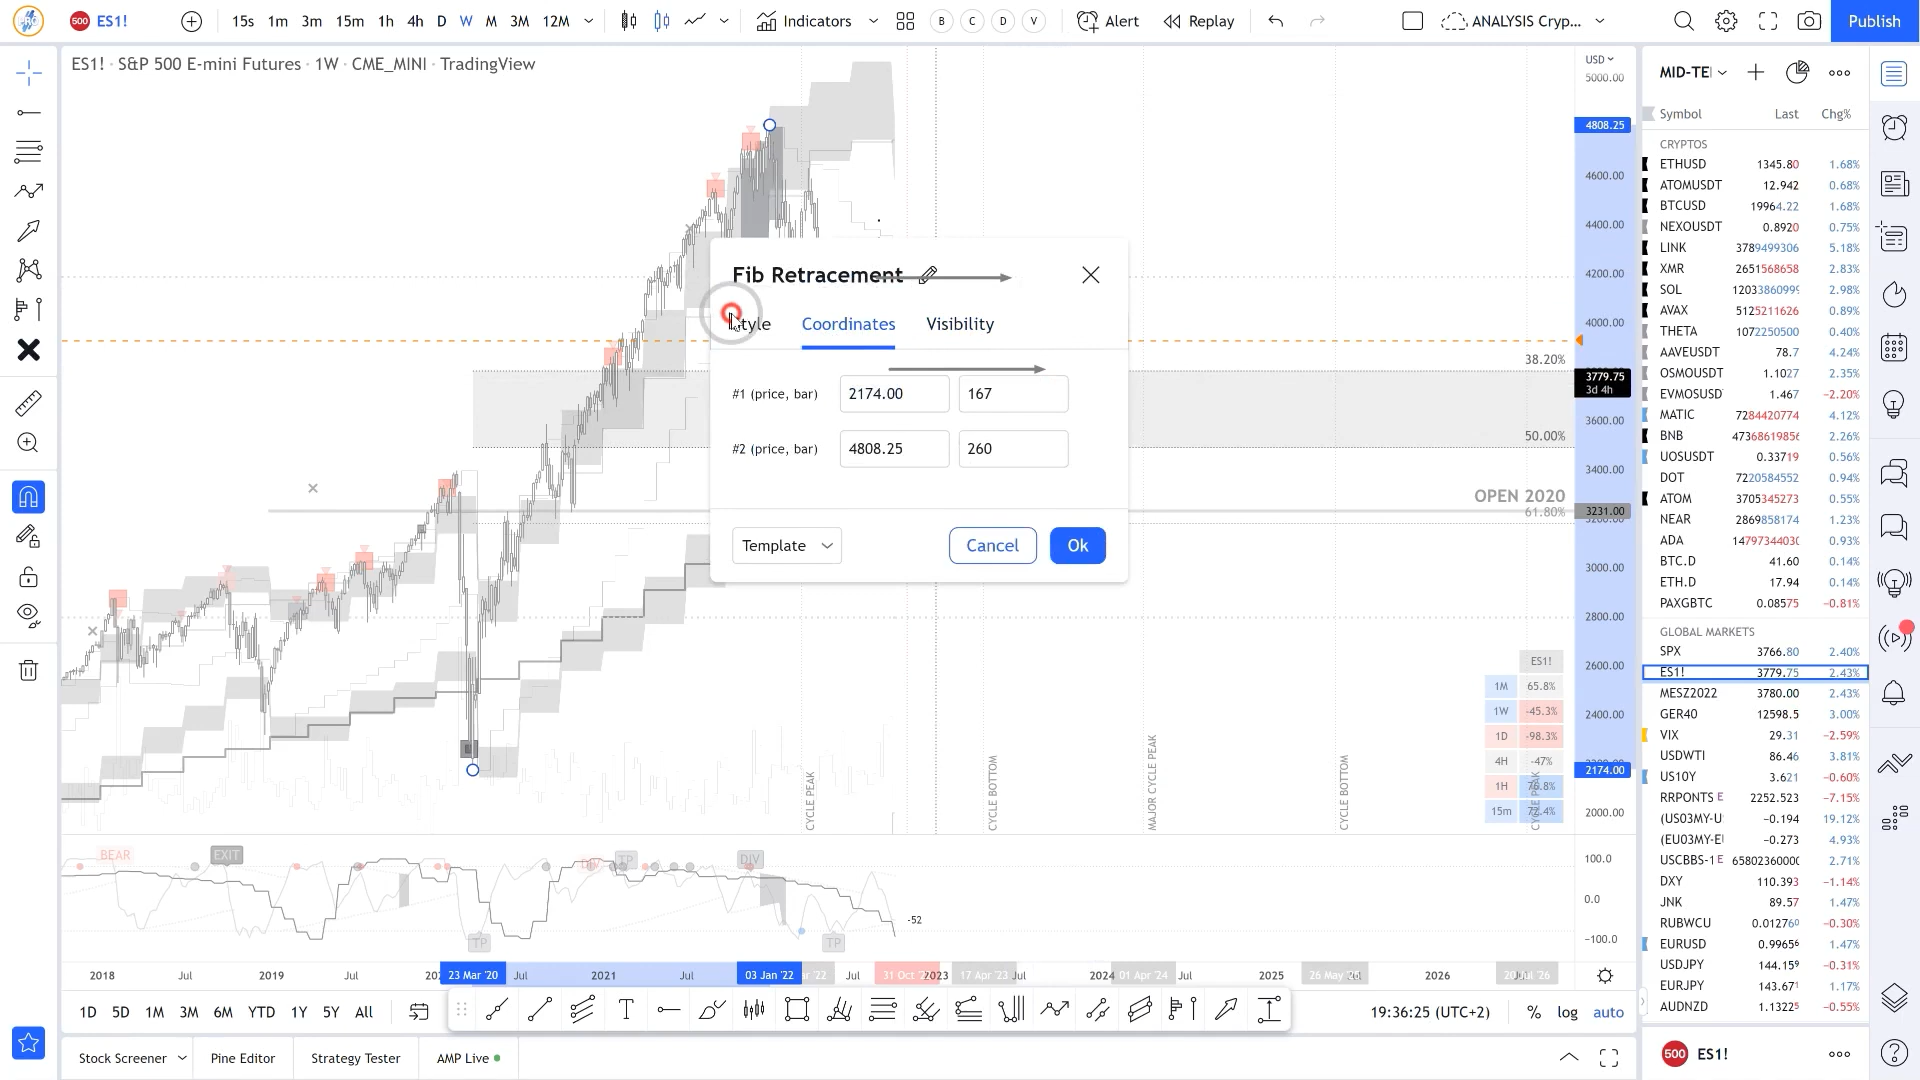 500 ES1! 15s 1m 3m 15m 1h 4h D W M 3M 12M Indicators B C D V Alert Replay ANALYSIS Cryp... Publish
ES1! · S&P 500 E-mini Futures · 1W · CME_MINI · TradingView
USD
5000.00
4808.25
4600.00
4400.00
4200.00
4000.00
3779.75
3d 4h
3600.00
3400.00
3231.00
3000.00
2800.00
2600.00
2400.00
2174.00
2000.00
38.20%
50.00%
OPEN 2020
61.80%
Fib Retracement
Style Coordinates Visibility
#1 (price, bar) 2174.00 167
#2 (price, bar) 4808.25 260
Template Cancel Ok
ES1!
1M 65.8%
1W -45.3%
1D -98.3%
4H -47%
1H 76.8%
15m 72.4%
CYCLE PEAK
CYCLE BOTTOM
MAJOR CYCLE PEAK
CYCLE BOTTOM
BEAR EXIT TP DIV
TP TP
-52
100.0
0.0
-100.0
2018 Jul 2019 Jul 23 Mar '20 Jul 2021 Jul 03 Jan '22 Jul 31 Oct 2023 17 Apr '23 Jul 2024 01 Apr '24 Jul 2025 2026
1D 5D 1M 3M 6M YTD 1Y 5Y All T 19:36:25 (UTC+2) % log auto
Stock Screener Pine Editor Strategy Tester AMP Live
MID-TE
Symbol Last Chg%
CRYPTOS
ETHUSD 1345.80 1.68%
ATOMUSDT 12.942 0.68%
BTCUSD 19964.22 1.68%
NEXOUSDT 0.8920 0.75%
LINK 3789499306 5.18%
XMR 2651568658 2.83%
SOL 1203386099 2.98%
AVAX 5125211626 0.89%
THETA 1072250500 0.40%
AAVEUSDT 78.7 4.24%
OSMOUSDT 1.1027 2.35%
EVMOSUSD 1.467 −2.20%
MATIC 7284420774 4.12%
BNB 473686198 2.26%
UOSUSDT 0.33719 0.56%
DOT 7220584552 0.94%
ATOM 3705345273 0.55%
NEAR 2869858174 1.23%
ADA 1479734403 0.93%
BTC.D 41.60 0.14%
ETH.D 17.94 0.14%
PAXGBTC 0.08575 −0.81%
GLOBAL MARKETS
SPX 3766.80 2.40%
ES1! 3779.75 2.43%
MESZ2022 3780.00 2.43%
GER40 12598.5 3.00%
VIX 29.31 −2.59%
USDWTI 86.46 3.81%
US10Y 3.621 −0.60%
RRPONTS E 2252.523 −7.15%
(US03MY-U −0.194 19.12%
(EU03MY-E −0.273 4.93%
USCBBS-1 E 6580236000 2.71%
DXY 110.393 −1.14%
JNK 89.57 1.47%
RUBWCU 0.01276 −0.30%
EURUSD 0.9965 1.47%
USDJPY 144.15 −0.31%
EURJPY 143.67 1.17%
AUDNZD 1.1322 −0.55%
500 ES1!